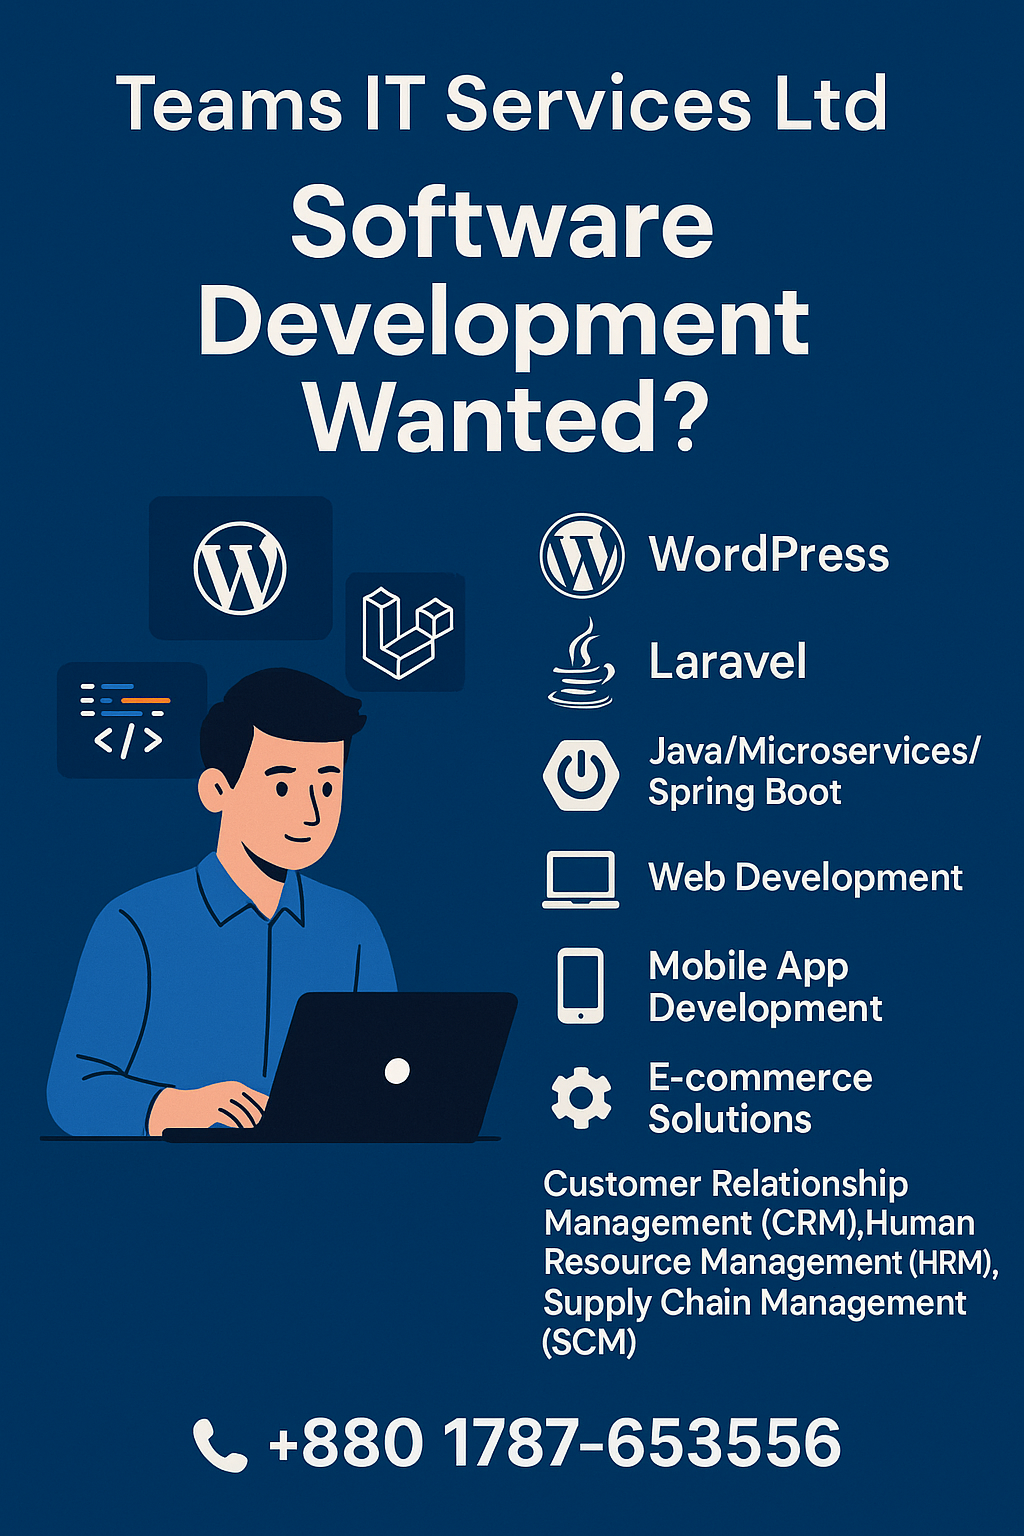 Teams IT Services Ltd
Software
Development
Wanted?
WordPress
Laravel
Java/Microservices/
Spring Boot
Web Development
Mobile App
Development
E-commerce
Solutions
Customer Relationship
Management (CRM),Human
Resource Management (HRM),
Supply Chain Management
(SCM)
+880 1787-653556